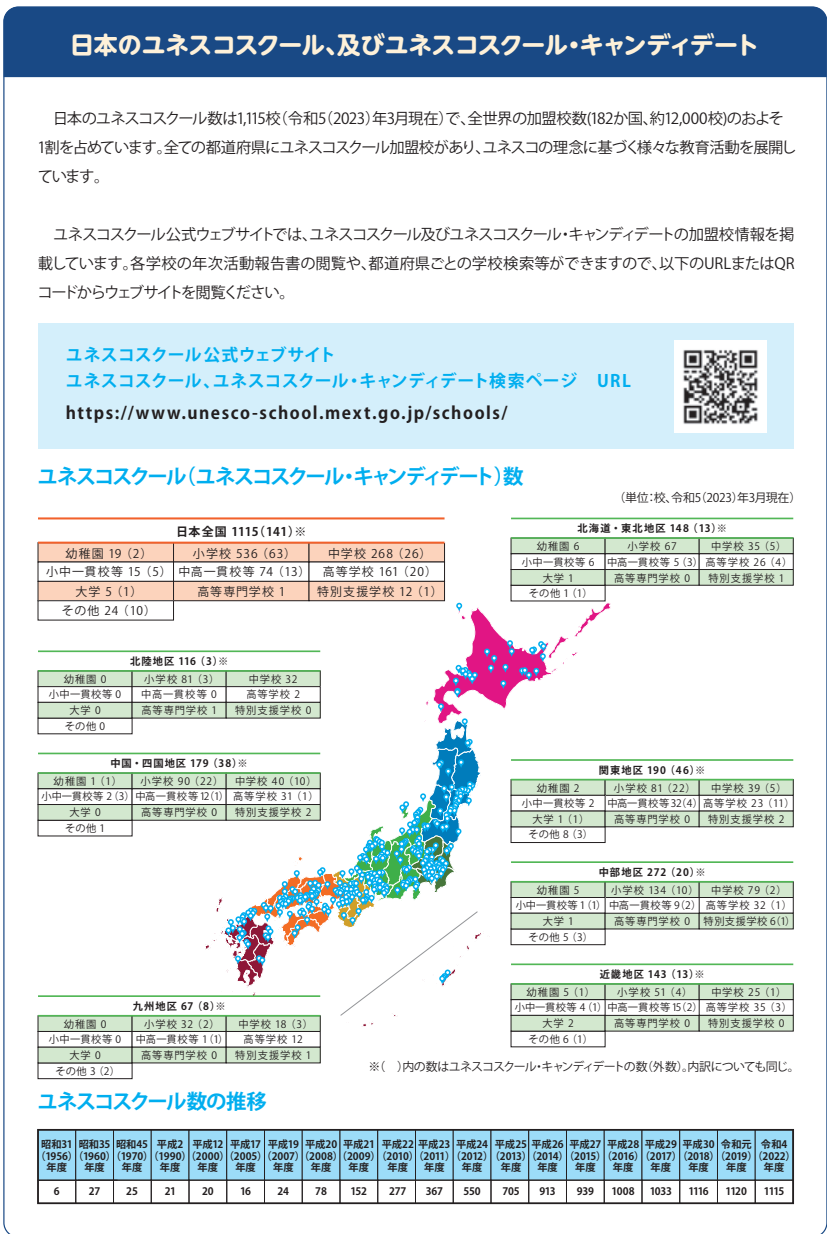 日本のユネスコスクール、及びユネスコスクール・キャンディデート
日本のユネスコスクール数は1,115校(令和5(2023)年3月現在)で、全世界の加盟校数(182か国、約12,000校)のおよそ
1割を占めています。全ての都道府県にユネスコスクール加盟校があり、ユネスコの理念に基づく様々な教育活動を展開し
ています。
ユネスコスクール公式ウェブサイトでは、ユネスコスクール及びユネスコスクール・キャンディデートの加盟校情報を掲
載しています。各学校の年次活動報告書の閲覧や、都道府県ごとの学校検索等ができますので、以下のURLまたはQR
コードからウェブサイトを閲覧ください。
ユネスコスクール公式ウェブサイト
ユネスコスクール、ユネスコスクール・キャンディデート検索ページ URL
https://www.unesco-school.mext.go.jp/schools/
ユネスコスクール(ユネスコスクール・キャンディデート)数
(単位:校、令和5(2023)年3月現在)
日本全国 1115(141)※
幼稚園 19 (2) 小学校 536 (63) 中学校 268 (26)
小中一貫校等 15 (5) 中高一貫校等 74 (13) 高等学校 161 (20)
大学 5 (1) 高等専門学校 1 特別支援学校 12 (1)
その他 24 (10)
北海道・東北地区 148 (13)※
幼稚園 6 小学校 67 中学校 35 (5)
小中一貫校等 6 中高一貫校等 5 (3) 高等学校 26 (4)
大学 1 高等専門学校 0 特別支援学校 1
その他 1 (1)
北陸地区 116 (3)※
幼稚園 0 小学校 81 (3) 中学校 32
小中一貫校等 0 中高一貫校等 0 高等学校 2
大学 0 高等専門学校 1 特別支援学校 0
その他 0
中国・四国地区 179 (38)※
幼稚園 1 (1) 小学校 90 (22) 中学校 40 (10)
小中一貫校等 2 (3) 中高一貫校等 12(1) 高等学校 31 (1)
大学 0 高等専門学校 0 特別支援学校 2
その他 1
関東地区 190 (46)※
幼稚園 2 小学校 81 (22) 中学校 39 (5)
小中一貫校等 2 中高一貫校等32(4) 高等学校 23 (11)
大学 1 (1) 高等専門学校 0 特別支援学校 2
その他 8 (3)
中部地区 272 (20)※
幼稚園 5 小学校 134 (10) 中学校 79 (2)
小中一貫校等 1 (1) 中高一貫校等 9(2) 高等学校 32 (1)
大学 1 高等専門学校 0 特別支援学校 6(1)
その他 5 (3)
近畿地区 143 (13)※
幼稚園 5 (1) 小学校 51 (4) 中学校 25 (1)
小中一貫校等 4 (1) 中高一貫校等 15(2) 高等学校 35 (3)
大学 2 高等専門学校 0 特別支援学校 0
その他 6 (1)
九州地区 67 (8)※
幼稚園 0 小学校 32 (2) 中学校 18 (3)
小中一貫校等 0 中高一貫校等 1 (1) 高等学校 12
大学 0 高等専門学校 0 特別支援学校 1
その他 3 (2)
※( )内の数はユネスコスクール・キャンディデートの数(外数)。内訳についても同じ。
ユネスコスクール数の推移
昭和31 昭和35 昭和45 平成2 平成12 平成17 平成19 平成20 平成21 平成22 平成23 平成24 平成25 平成26 平成27 平成28 平成29 平成30 令和元 令和4
(1956) (1960) (1970) (1990) (2000) (2005) (2007) (2008) (2009) (2010) (2011) (2012) (2013) (2014) (2015) (2016) (2017) (2018) (2019) (2022)
年度 年度 年度 年度 年度 年度 年度 年度 年度 年度 年度 年度 年度 年度 年度 年度 年度 年度 年度 年度
6 27 25 21 20 16 24 78 152 277 367 550 705 913 939 1008 1033 1116 1120 1115